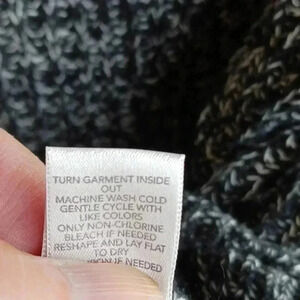 TURN GARMENT INSIDE
OUT
MACHINE WASH COLD
GENTLE CYCLE WITH
LIKE COLORS
ONLY NON-CHLORINE
BLEACH IF NEEDED
RESHAPE AND LAY FLAT
TO DRY
IF NEEDED